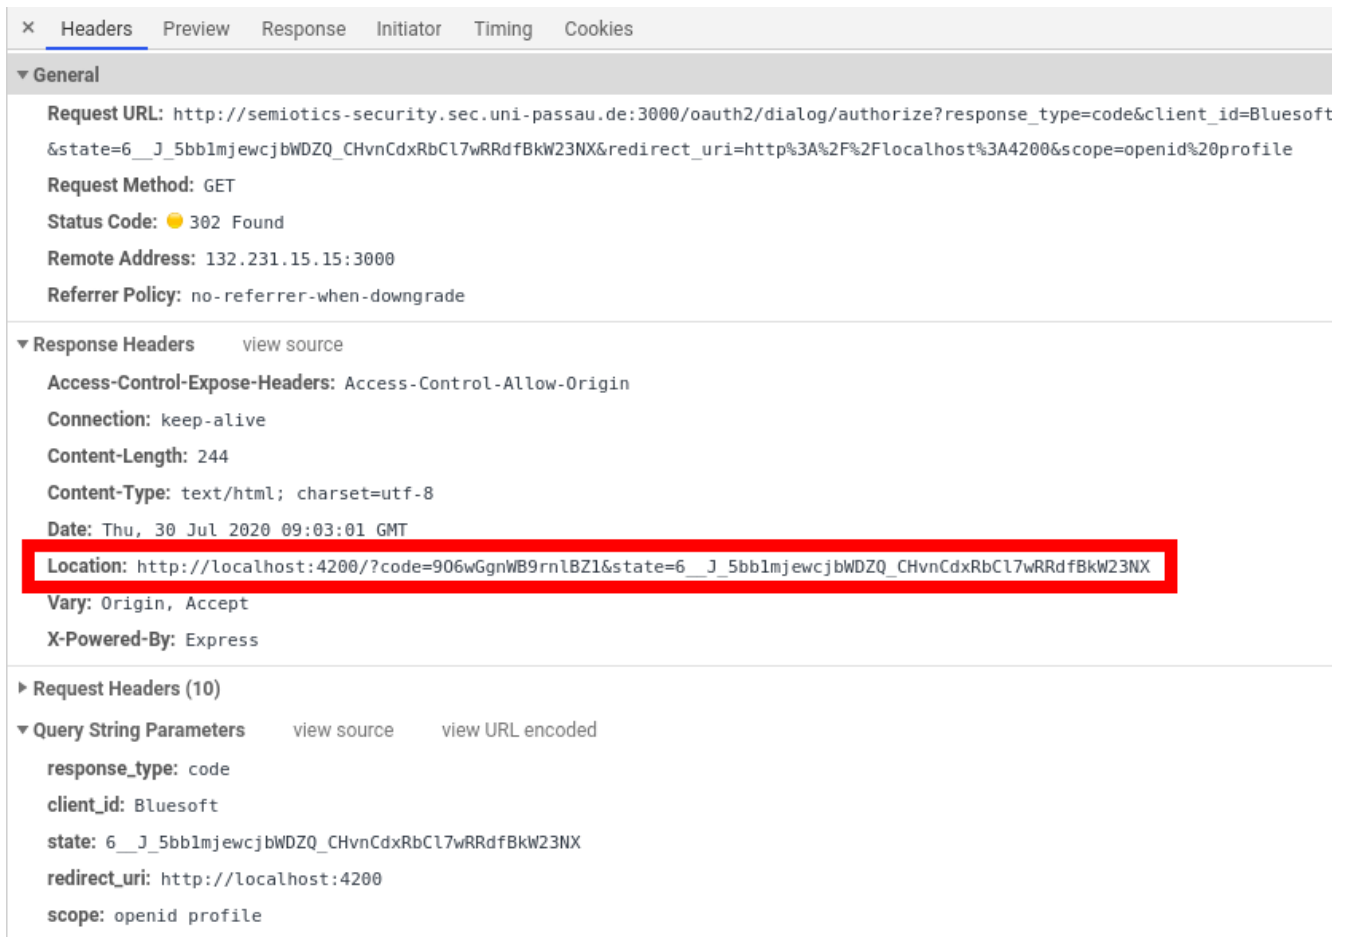 × Headers Preview Response Initiator Timing Cookies
▼ General
Request URL: http://semiotics-security.sec.uni-passau.de:3000/oauth2/dialog/authorize?response_type=code&client_id=Bluesoft
&state=6__J_5bb1mjewcjbWDZQ_CHvnCdxRbCl7wRRdfBkW23NX&redirect_uri=http%3A%2F%2Flocalhost%3A4200&scope=openid%20profile
Request Method: GET
Status Code: 302 Found
Remote Address: 132.231.15.15:3000
Referrer Policy: no-referrer-when-downgrade
▼ Response Headers view source
Access-Control-Expose-Headers: Access-Control-Allow-Origin
Connection: keep-alive
Content-Length: 244
Content-Type: text/html; charset=utf-8
Date: Thu, 30 Jul 2020 09:03:01 GMT
Location: http://localhost:4200/?code=9O6wGgnWB9rnlBZ1&state=6__J_5bb1mjewcjbWDZQ_CHvnCdxRbCl7wRRdfBkW23NX
Vary: Origin, Accept
X-Powered-By: Express
▶ Request Headers (10)
▼ Query String Parameters view source view URL encoded
response_type: code
client_id: Bluesoft
state: 6__J_5bb1mjewcjbWDZQ_CHvnCdxRbCl7wRRdfBkW23NX
redirect_uri: http://localhost:4200
scope: openid profile